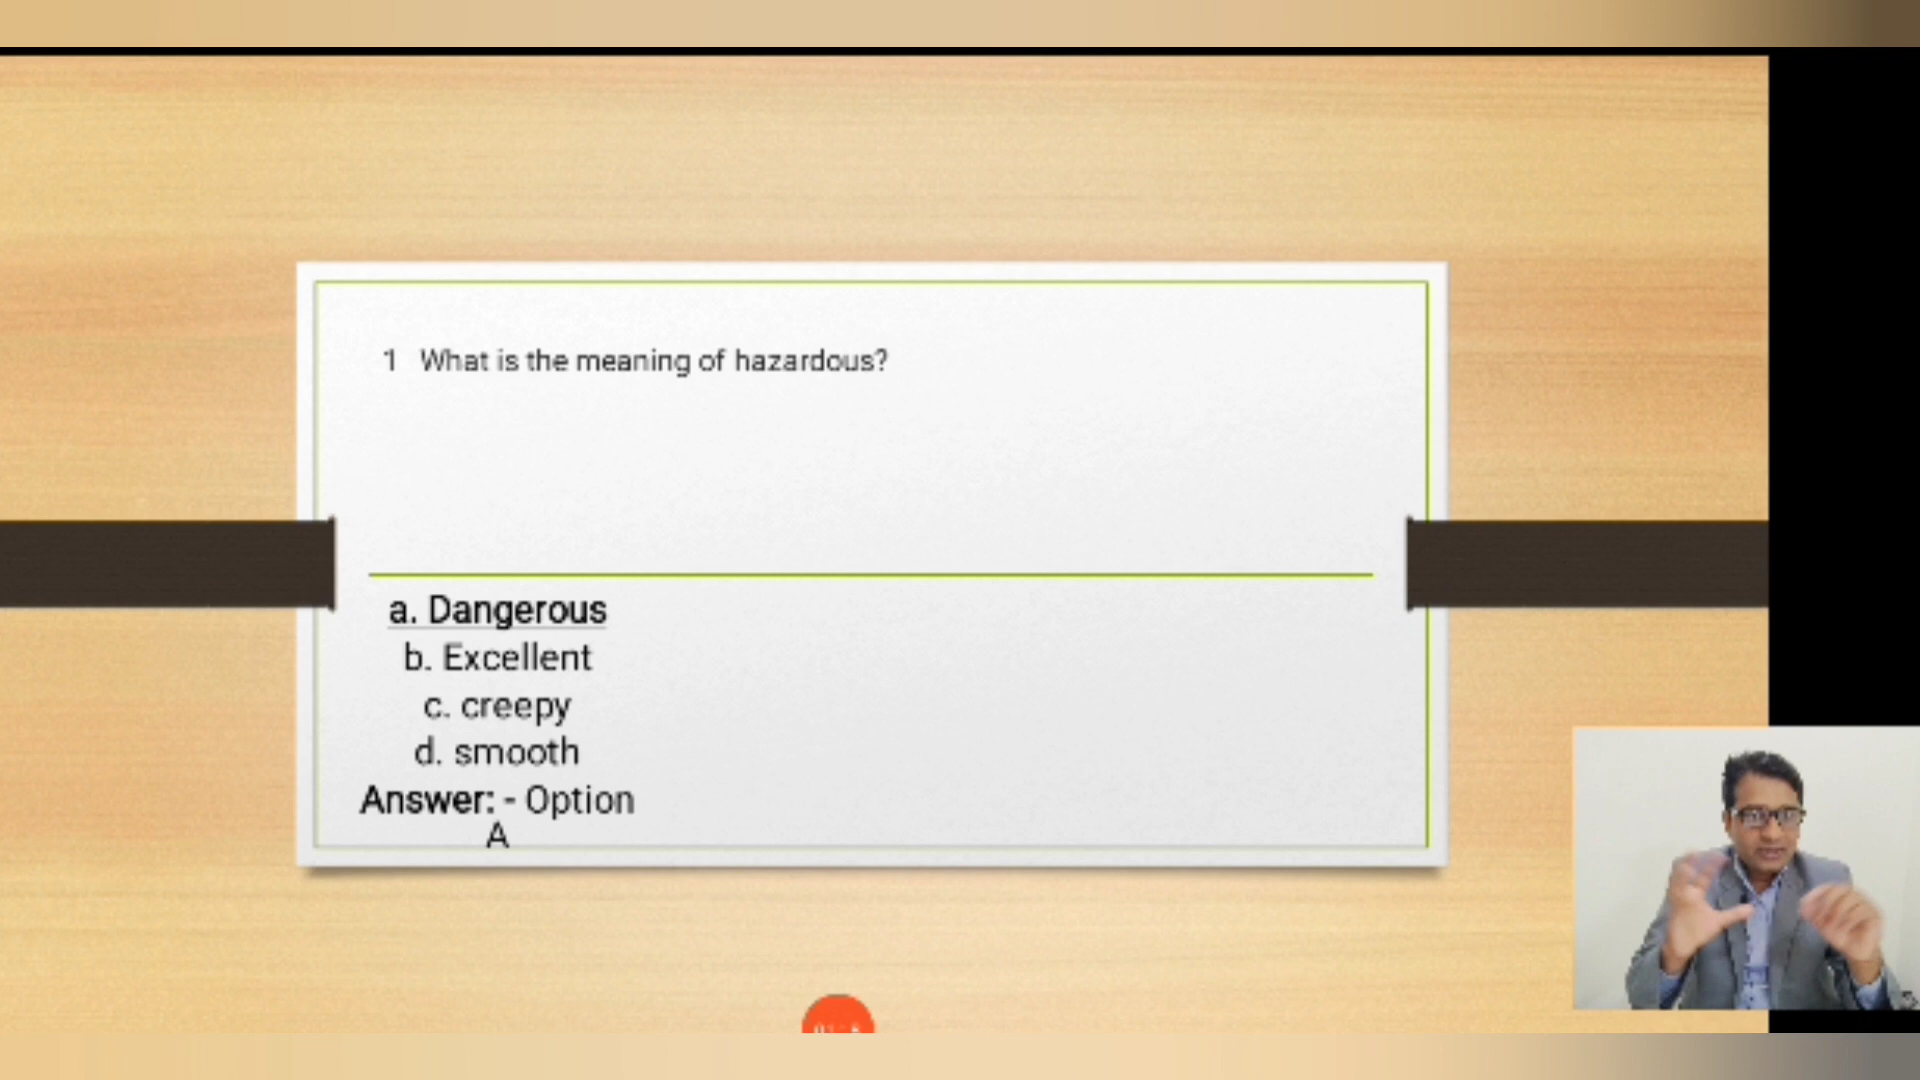 1 What is the meaning of hazardous?
a. Dangerous
b. Excellent
c. creepy
d. smooth
Answer: - Option
A